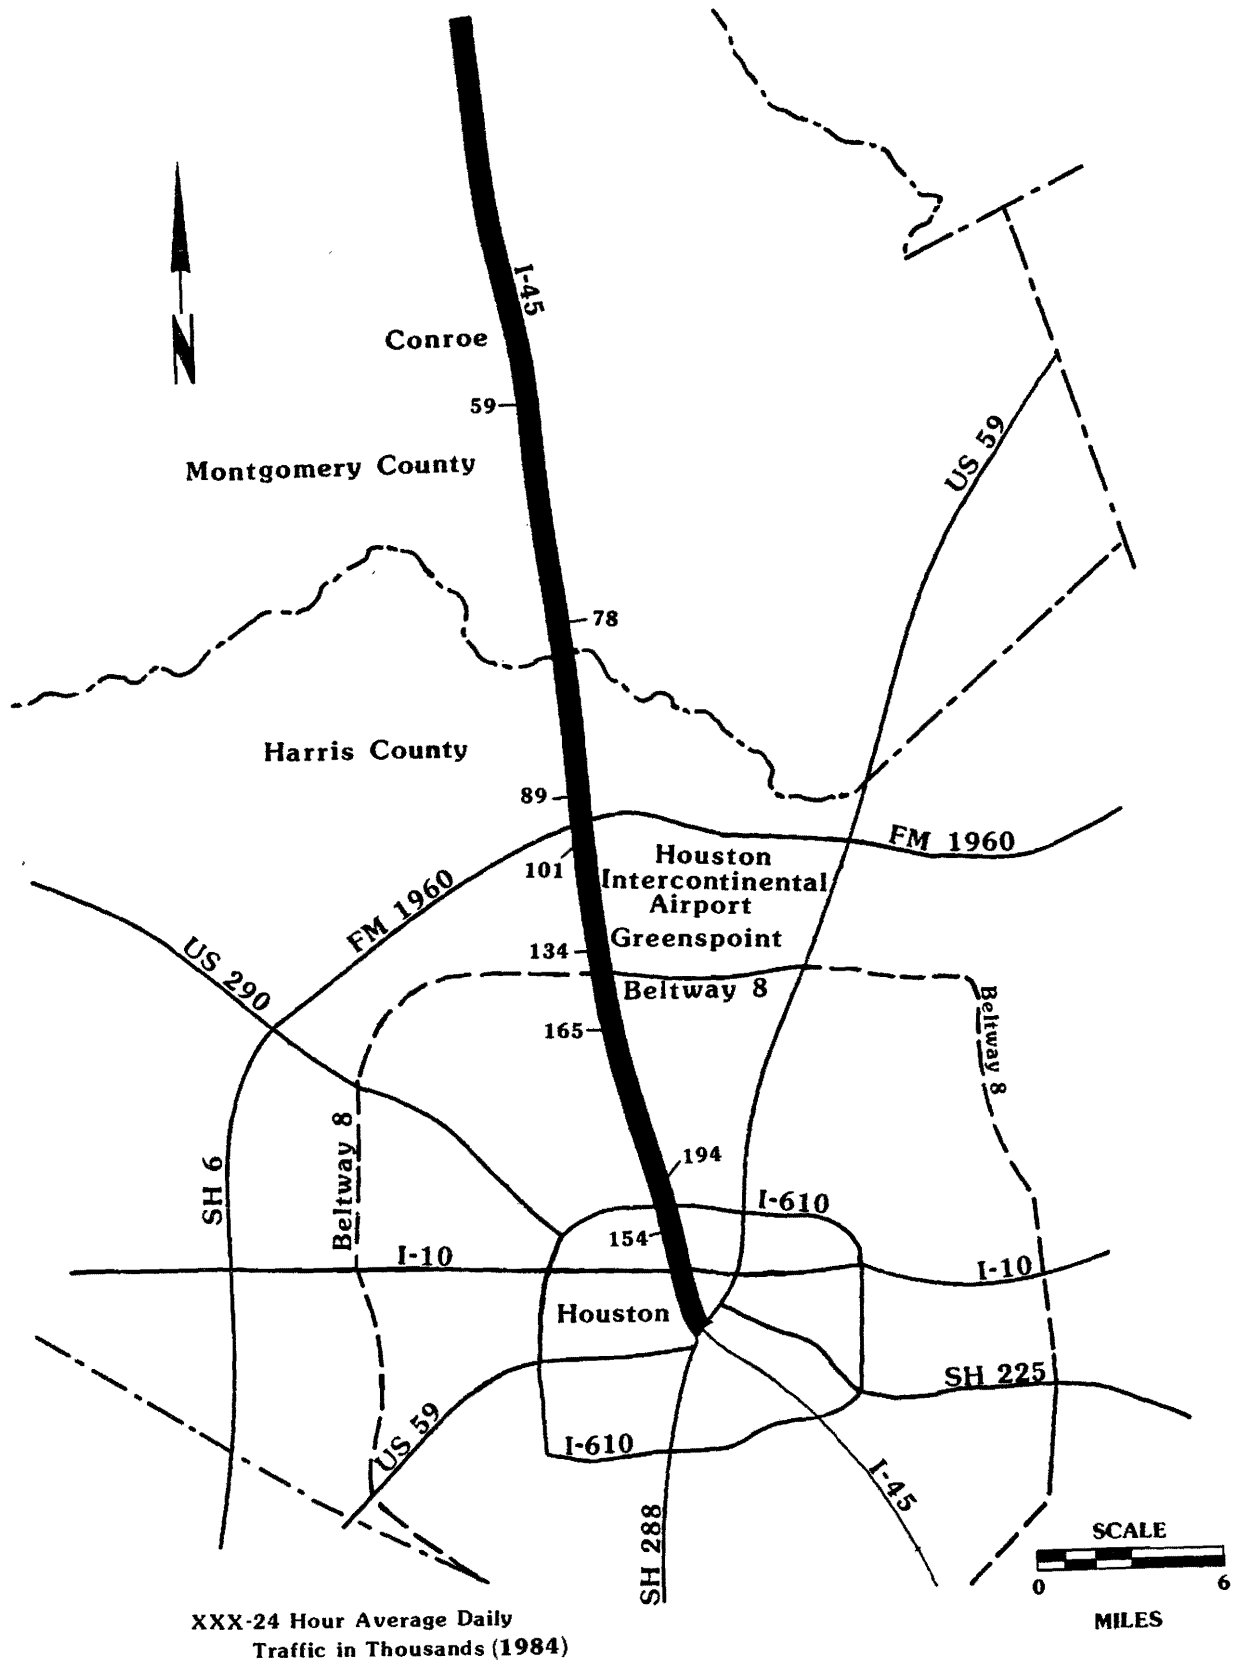 I-45
N
Conroe
59
US 59
Montgomery County
78
Harris County
89
FM 1960
101
Houston
Intercontinental
Airport
FM 1960
Greenspoint
134
US 290
Beltway 8
Beltway 8
165
Beltway 8
SH 6
194
I-610
154
I-10
I-10
Houston
SH 225
US 59
I-610
I-45
SH 288
SCALE
0 6
MILES
XXX-24 Hour Average Daily
Traffic in Thousands (1984)